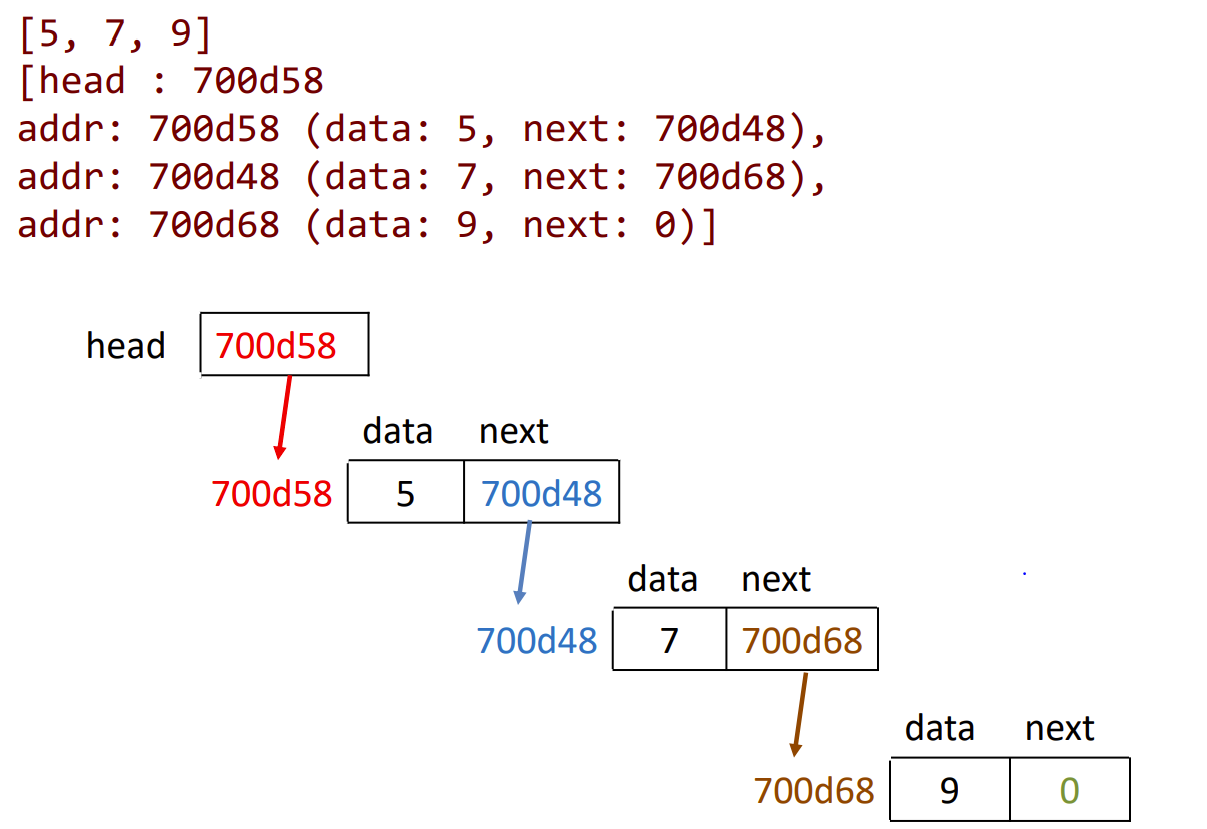 [5, 7, 9]
[head : 700d58
addr: 700d58 (data: 5, next: 700d48),
addr: 700d48 (data: 7, next: 700d68),
addr: 700d68 (data: 9, next: 0)]
head 700d58
data next
700d58 5 700d48
data next
700d48 7 700d68
data next
700d68 9 0